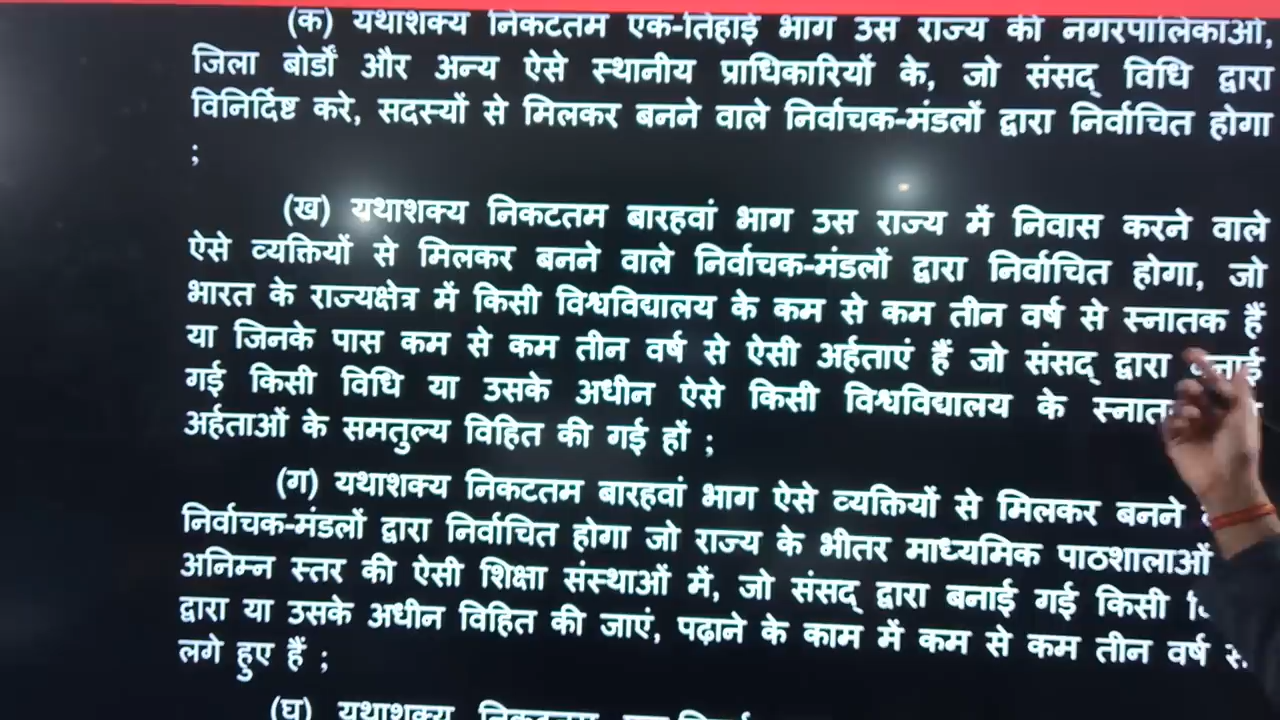 (क) यथाशक्य निकटतम एक-तिहाई भाग उस राज्य की नगरपालिकाओं,
जिला बोर्डों और अन्य ऐसे स्थानीय प्राधिकारियों के, जो संसद् विधि द्वारा
विनिर्दिष्ट करे, सदस्यों से मिलकर बनने वाले निर्वाचक-मंडलों द्वारा निर्वाचित होगा
;
(ख) यथाशक्य निकटतम बारहवां भाग उस राज्य में निवास करने वाले
ऐसे व्यक्तियों से मिलकर बनने वाले निर्वाचक-मंडलों द्वारा निर्वाचित होगा, जो
भारत के राज्यक्षेत्र में किसी विश्वविद्यालय के कम से कम तीन वर्ष से स्नातक हैं
या जिनके पास कम से कम तीन वर्ष से ऐसी अर्हताएं हैं जो संसद् द्वारा बनाई
गई किसी विधि या उसके अधीन ऐसे किसी विश्वविद्यालय के
अर्हताओं के समतुल्य विहित की गई हों ;
(ग) यथाशक्य निकटतम बारहवां भाग ऐसे व्यक्तियों से मिलकर बनने
निर्वाचक-मंडलों द्वारा निर्वाचित होगा जो राज्य के भीतर माध्यमिक पाठशालाओं
अनिम्न स्तर की ऐसी शिक्षा संस्थाओं में, जो संसद् द्वारा बनाई गई किसी
द्वारा या उसके अधीन विहित की जाएं, पढ़ाने के काम में कम से कम तीन वर्ष से
लगे हुए हैं ;
(घ) यथाशक्य निकटतम